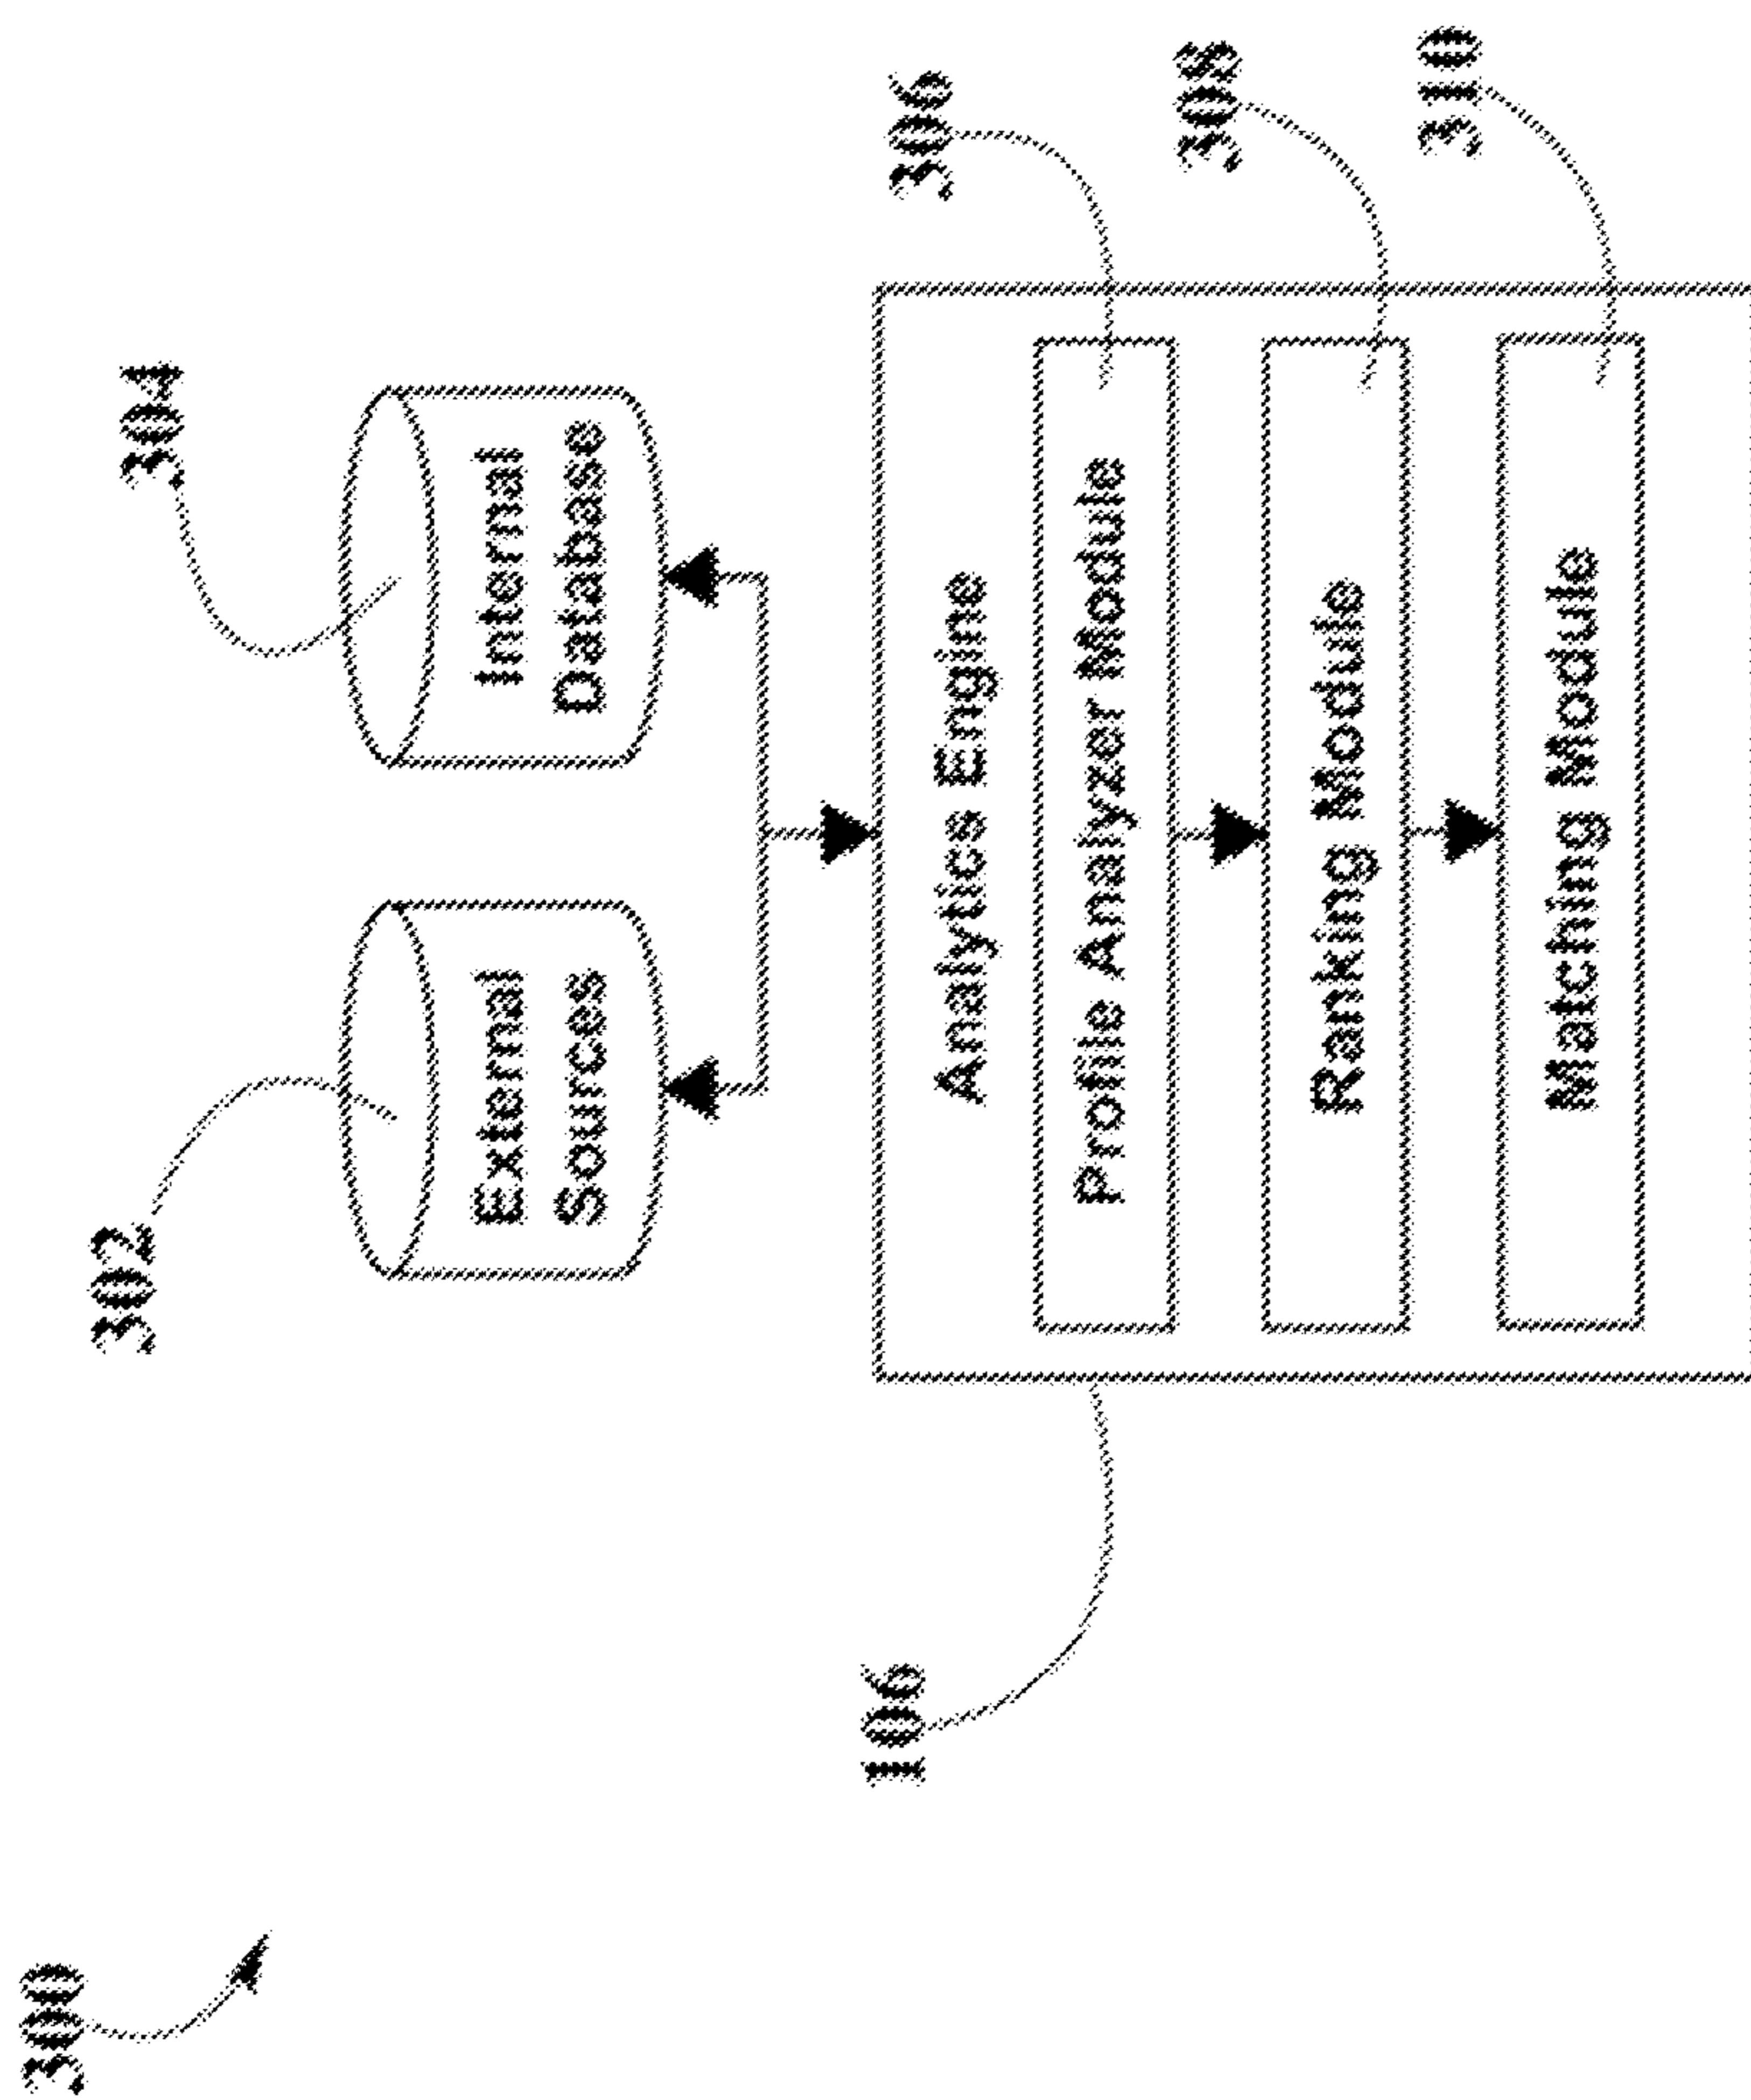 300
302
304
External
Sources
Internal
Database
106
306
Analytics Engine
Profile Analyzer Module
308
Ranking Module
310
Matching Module